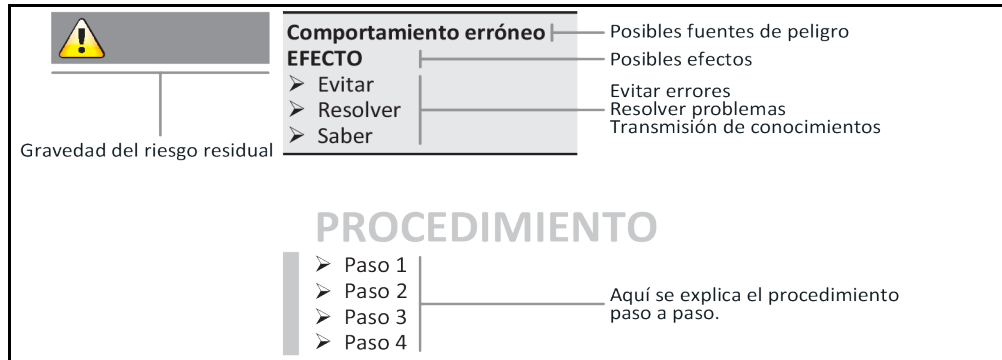 Comportamiento erróneo
Posibles fuentes de peligro
EFECTO
Posibles efectos
➢ Evitar
➢ Resolver
➢ Saber
Evitar errores
Resolver problemas
Transmisión de conocimientos
Gravedad del riesgo residual
PROCEDIMIENTO
➢ Paso 1
➢ Paso 2
➢ Paso 3
➢ Paso 4
Aquí se explica el procedimiento
paso a paso.